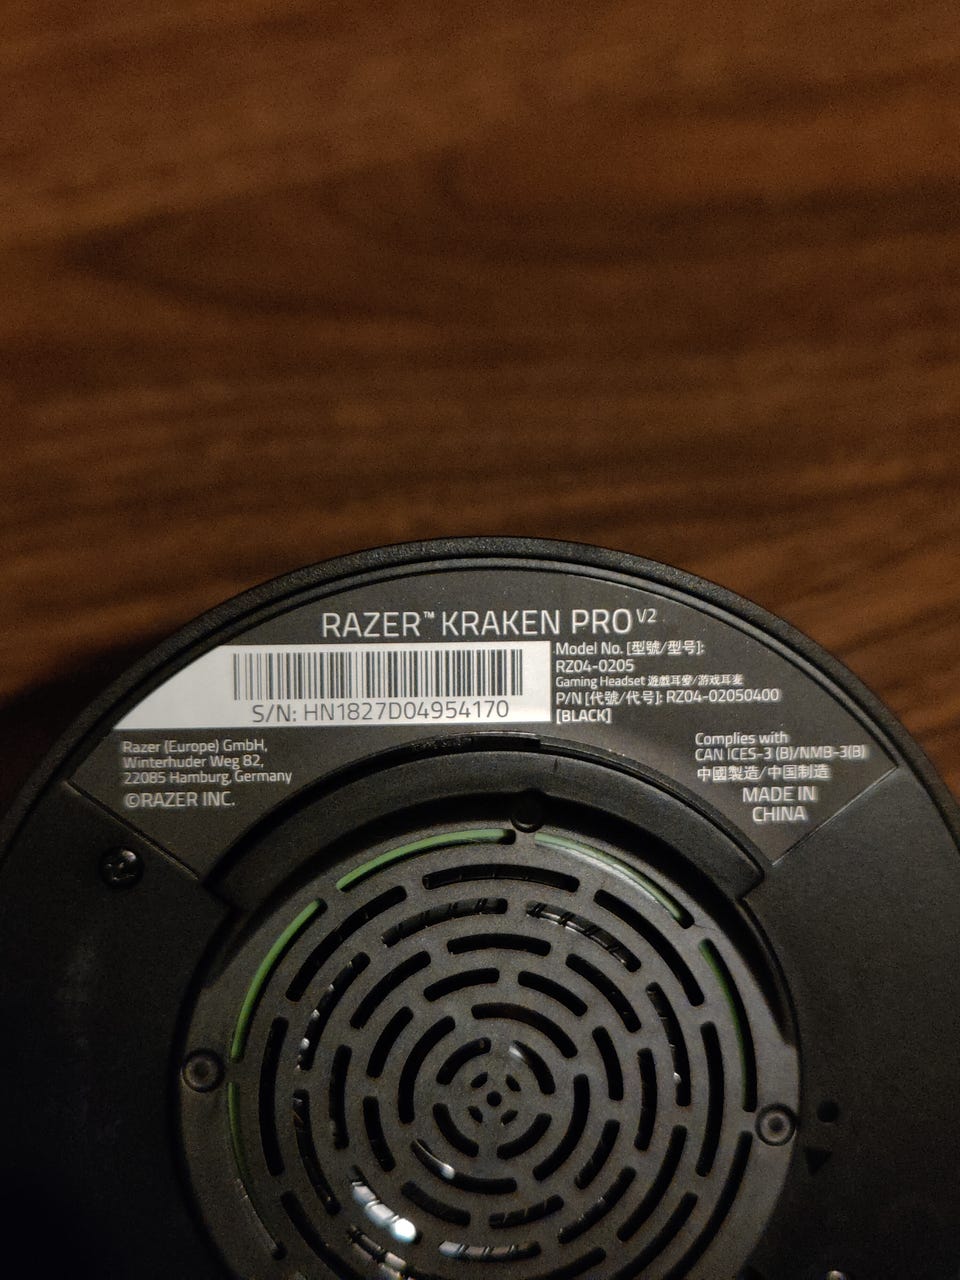 RAZER™ KRAKEN PRO V2
S/N: HN1827D04954170
Model No. [型號/型号]:
RZ04-0205
Gaming Headset 遊戲耳麥/游戏耳麦
P/N [代號/代号]: RZ04-02050400
[BLACK]
Razer (Europe) GmbH,
Winterhuder Weg 82,
22085 Hamburg, Germany
©RAZER INC.
Complies with
CAN ICES-3 (B)/NMB-3(B)
中國製造/中国制造
MADE IN
CHINA